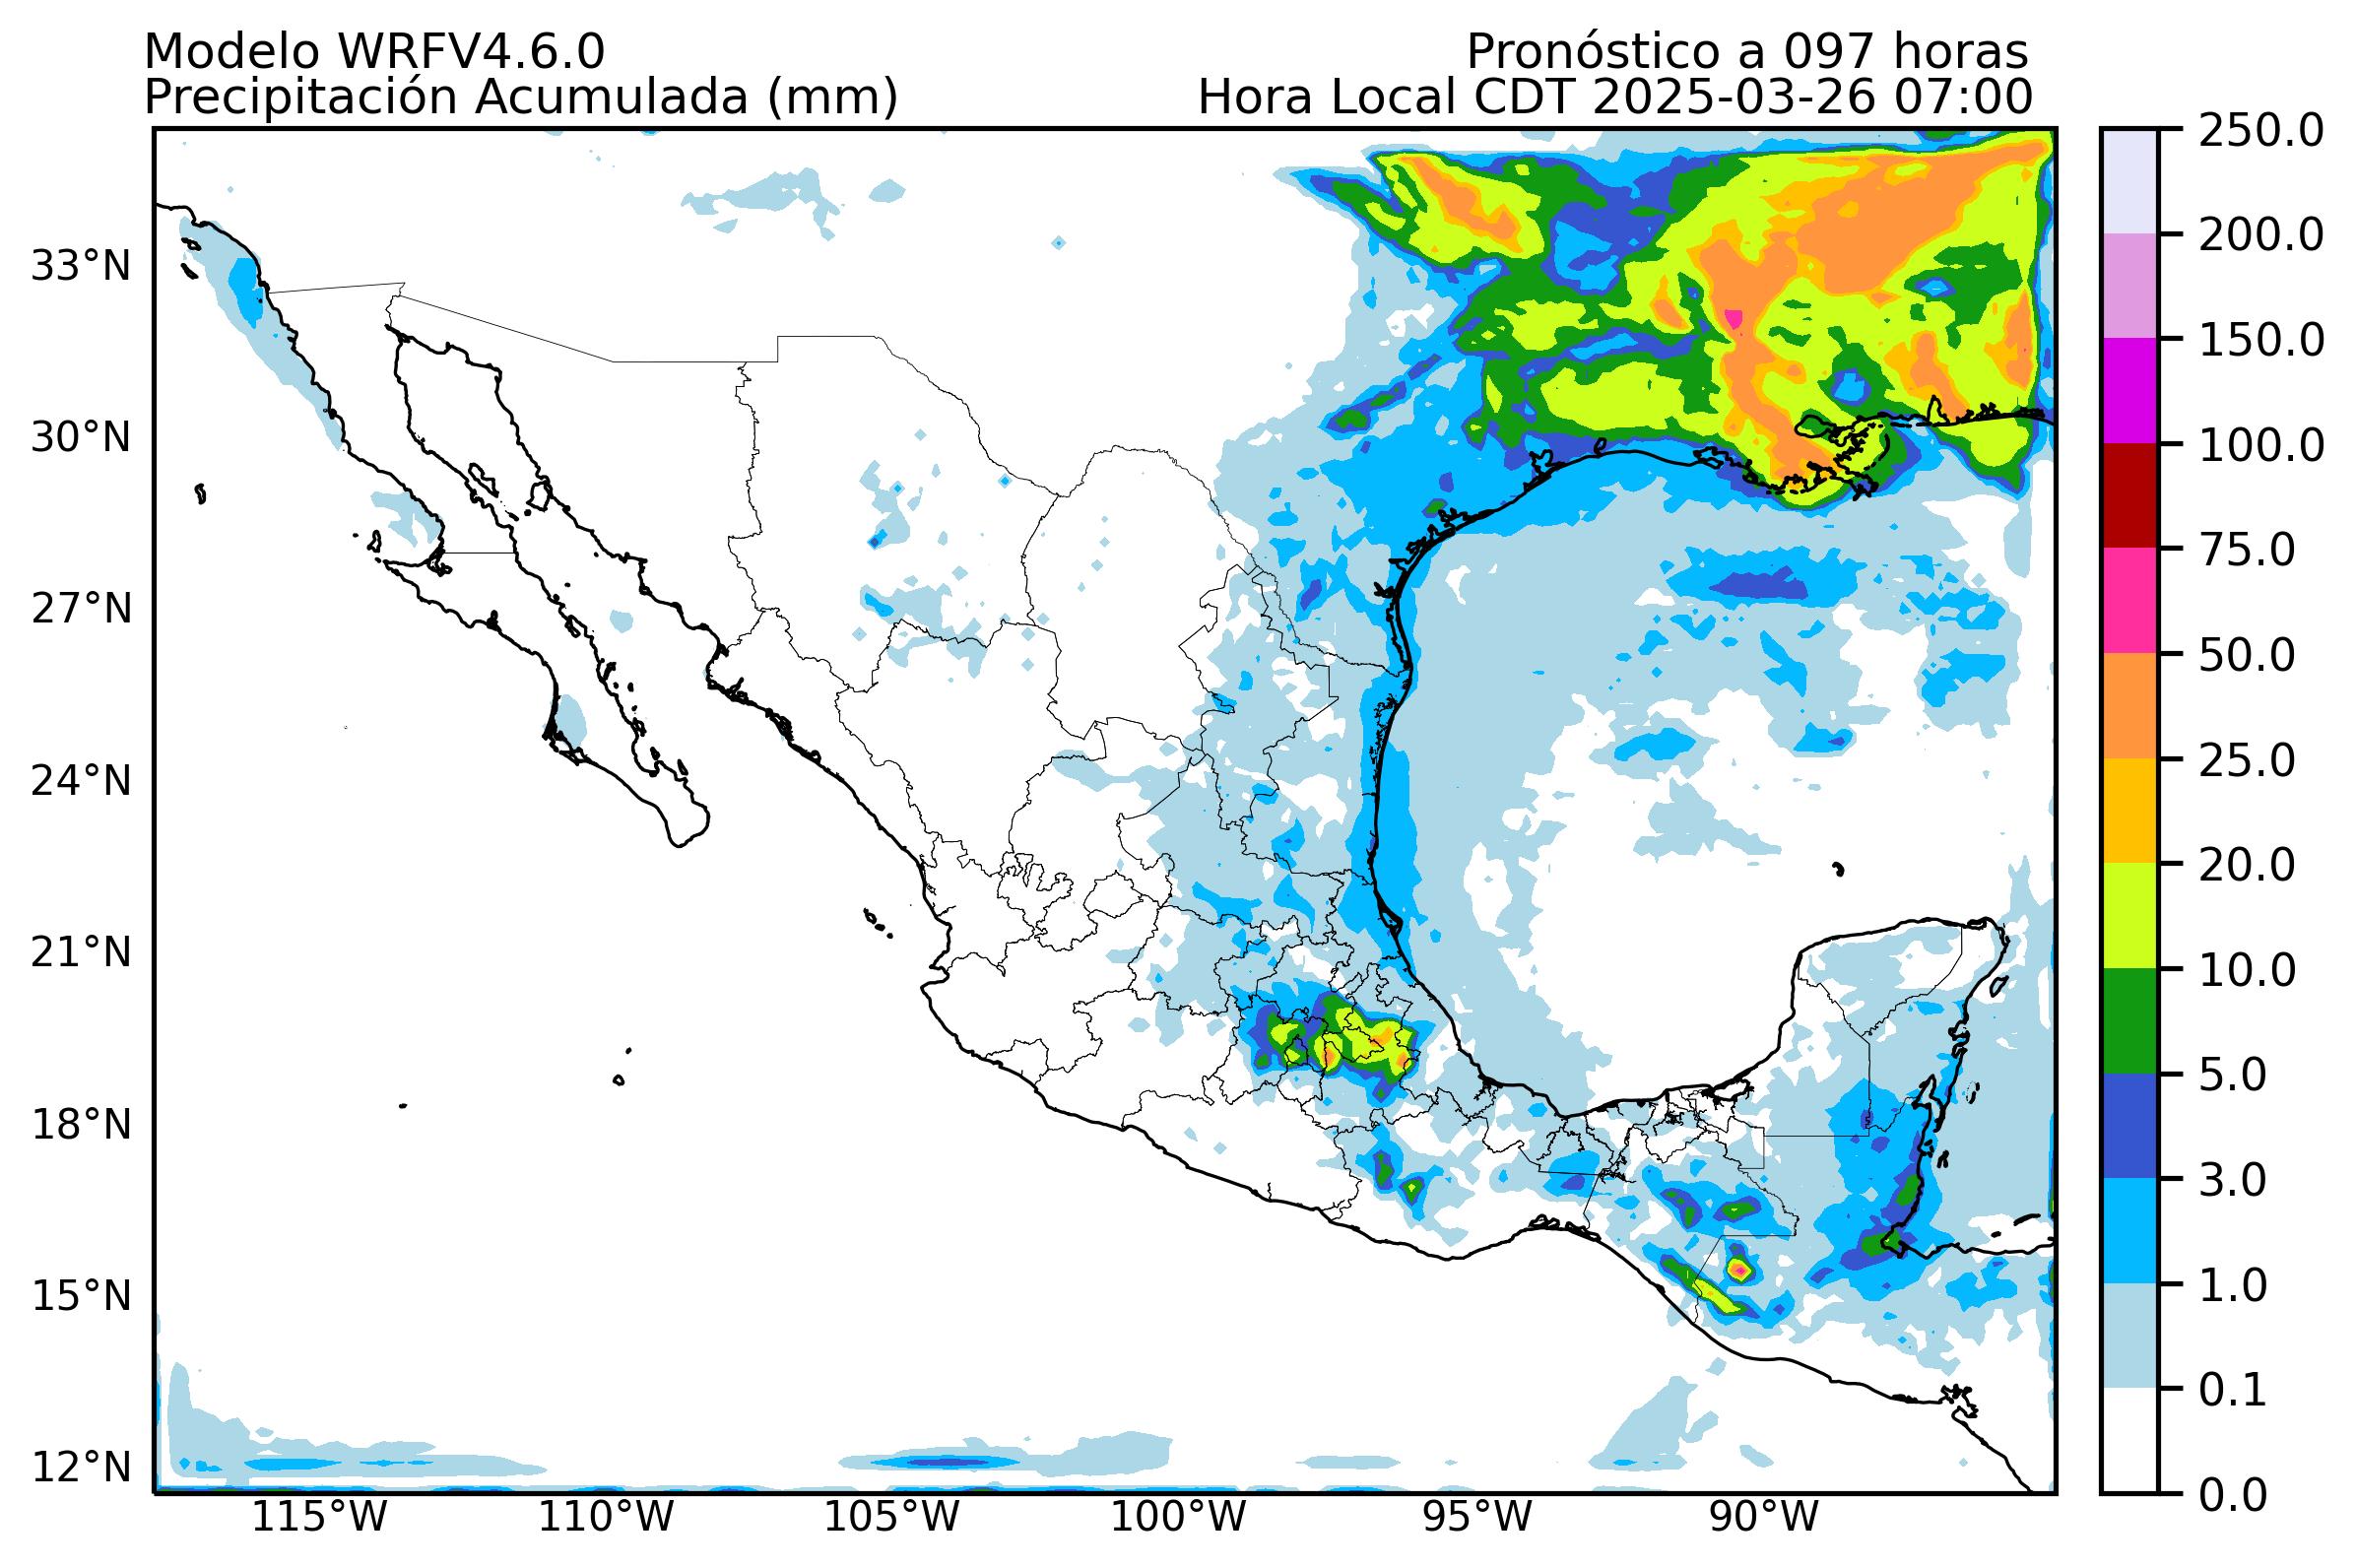 Modelo WRFV4.6.0
Pronóstico a 097 horas
Precipitación Acumulada (mm)
Hora Local CDT 2025-03-26 07:00
33°N
30°N
27°N
24°N
21°N
18°N
15°N
12°N
115°W
110°W
105°W
100°W
95°W
90°W
250.0
200.0
150.0
100.0
75.0
50.0
25.0
20.0
10.0
5.0
3.0
1.0
0.1
0.0